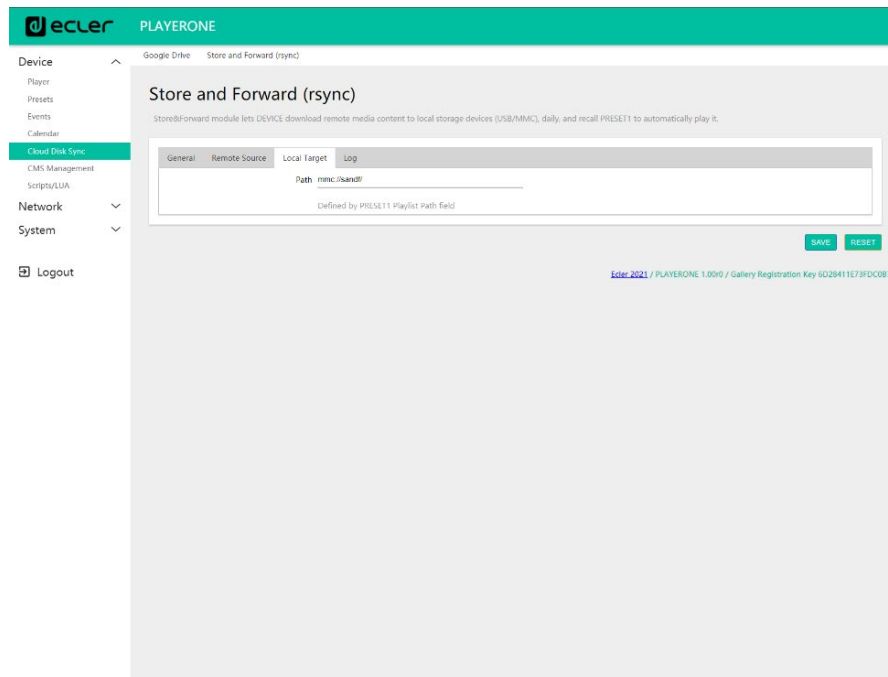 ecler
PLAYERONE
Device
Player
Presets
Events
Calendar
Cloud Disk Sync
CMS Management
Scripts/LUA
Network
System
Logout
Google Drive Store and Forward (rsync)
Store and Forward (rsync)
Store&Forward module lets DEVICE download remote media content to local storage devices (USB/MMC), daily, and recall PRESET1 to automatically play it.
General Remote Source Local Target Log
Path mmc://sandf/
Defined by PRESET1 Playlist Path field
SAVE RESET
Ecler 2021 / PLAYERONE 1.00r0 / Gallery Registration Key 6D28411E73FDC0B